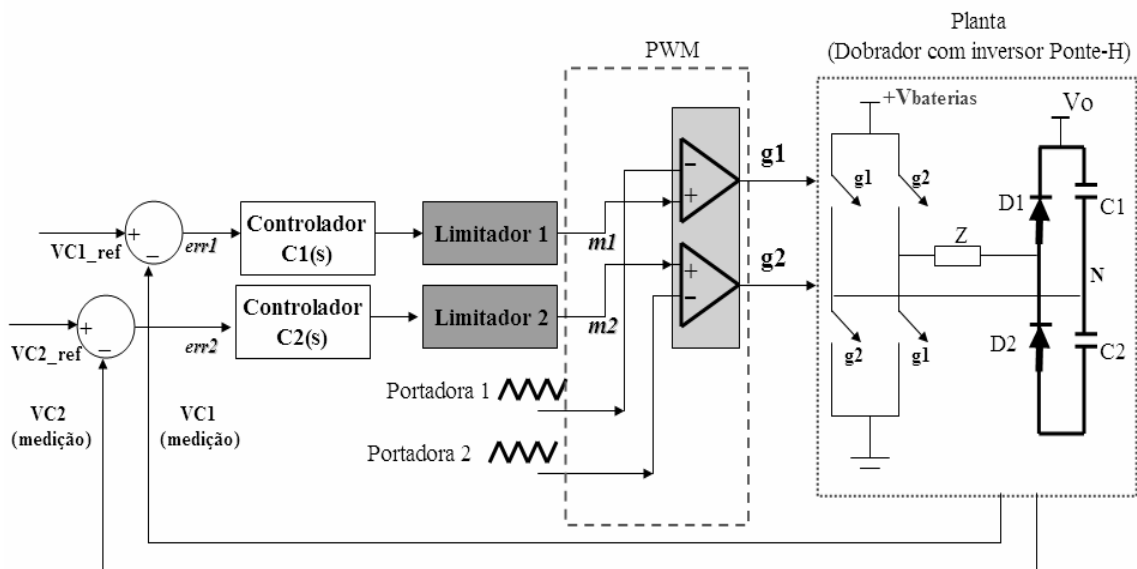 Planta
(Dobrador com inversor Ponte-H)
PWM
+Vbaterias
Vo
g1
g1
g2
D1
C1
Controlador
C1(s)
Limitador 1
m1
+
−
VC1_ref
err1
−
+
Z
N
g2
Controlador
C2(s)
Limitador 2
m2
+
−
VC2_ref
err2
+
−
g2
g1
D2
C2
Portadora 1
VC2
(medição)
VC1
(medição)
Portadora 2